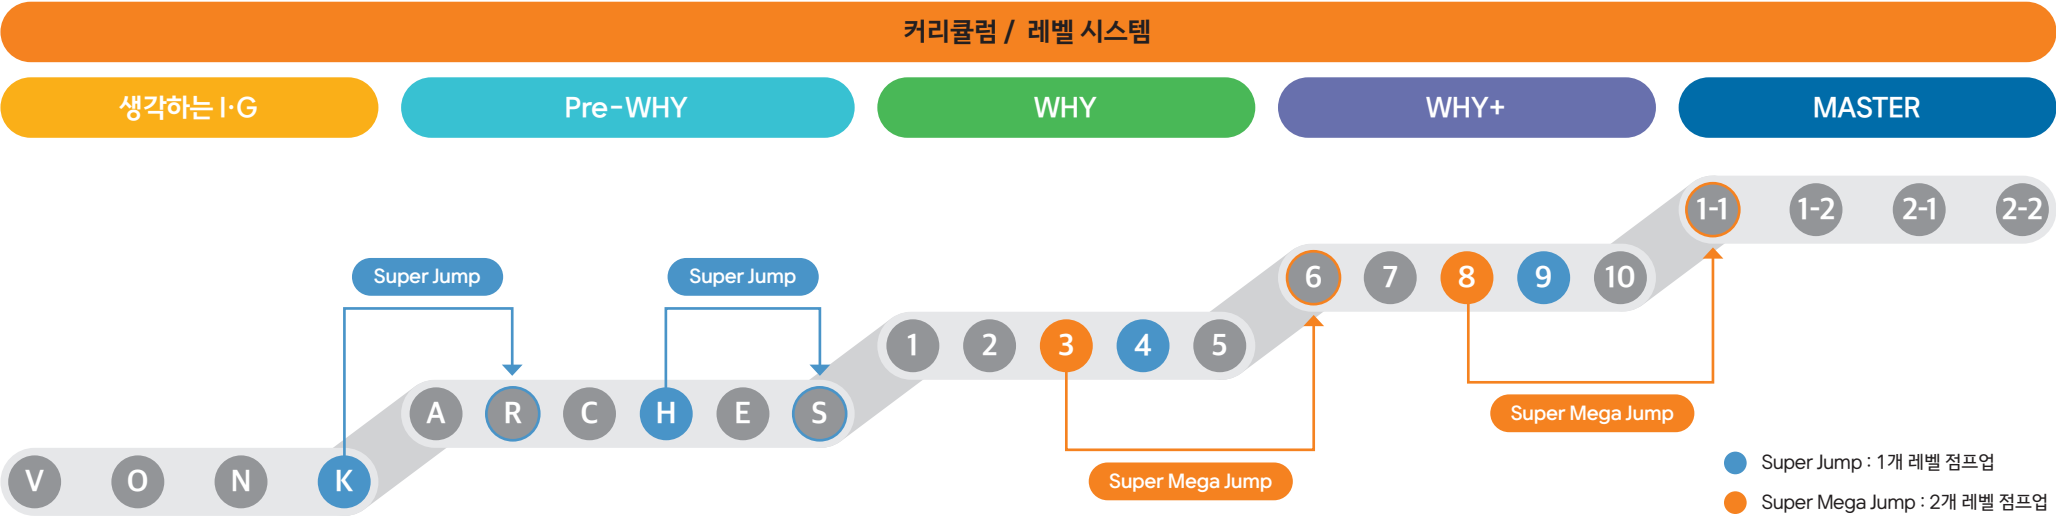 커리큘럼 / 레벨 시스템
생각하는 I·G
Pre-WHY
WHY
WHY+
MASTER
1-1 1-2 2-1 2-2
6 7 8 9 10
Super Jump
Super Jump
1 2 3 4 5
A R C H E S
Super Mega Jump
V O N K
Super Mega Jump
Super Jump : 1개 레벨 점프업
Super Mega Jump : 2개 레벨 점프업